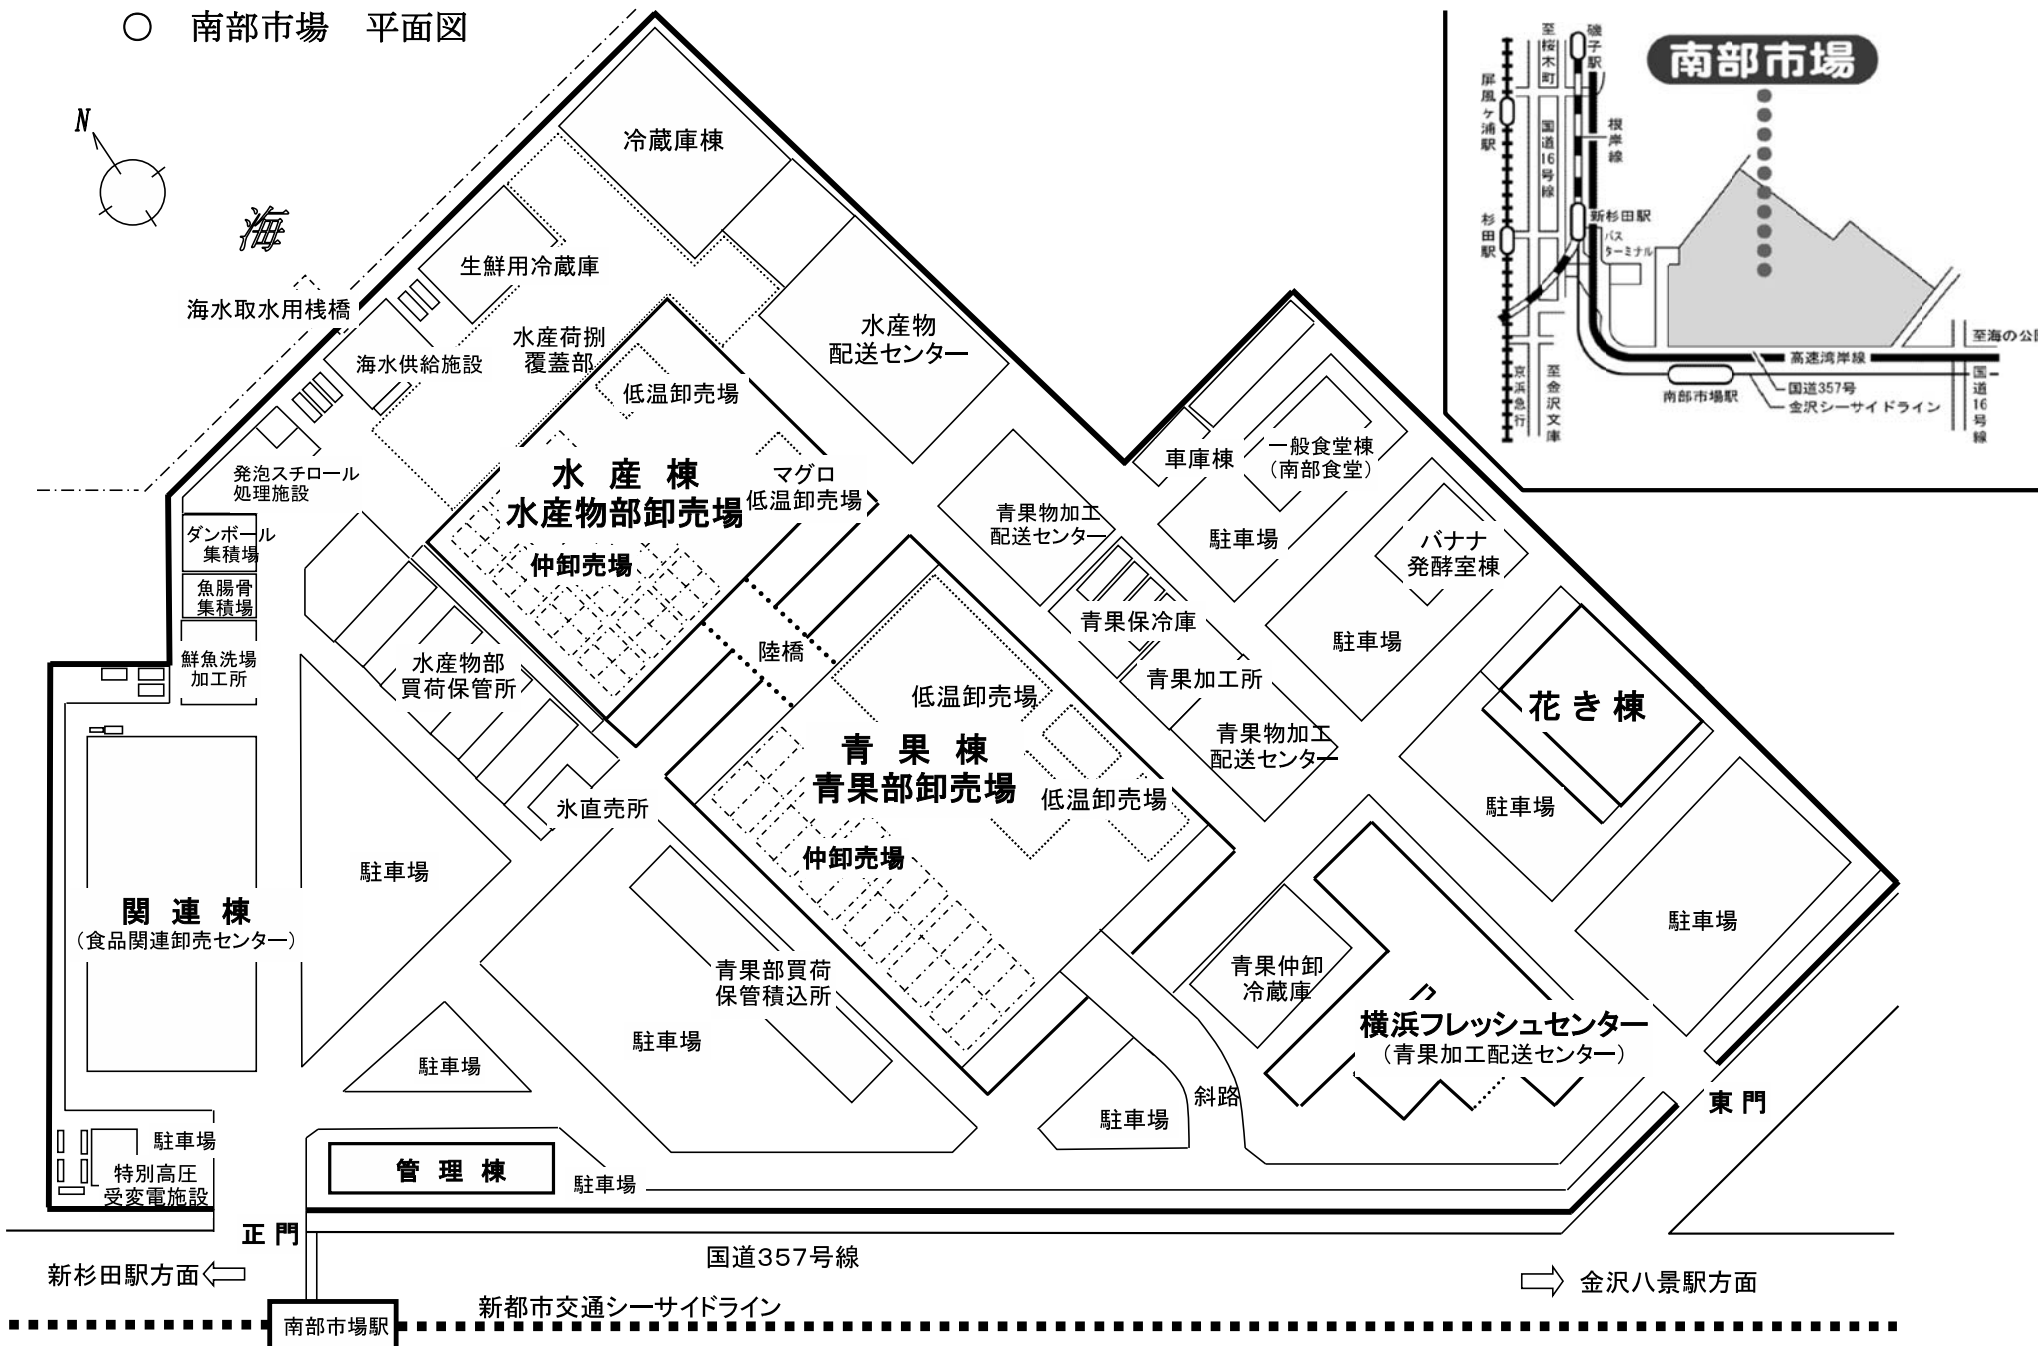 ○　南部市場　平面図
N
海
冷蔵庫棟
生鮮用冷蔵庫
海水取水用桟橋
海水供給施設
水産荷捌
覆蓋部
低温卸売場
水産物
配送センター
発泡スチロール
処理施設
ダンボール
集積場
魚腸骨
集積場
鮮魚洗場
加工所
水産棟
水産物部卸売場
仲卸売場
マグロ
低温卸売場
水産物部
買荷保管所
陸橋
氷直売所
青果物加工
配送センター
車庫棟
一般食堂棟
（南部食堂）
駐車場
バナナ
発酵室棟
青果保冷庫
駐車場
青果加工所
青果物加工
配送センター
花き棟
駐車場
駐車場
低温卸売場
青果棟
青果部卸売場
低温卸売場
仲卸売場
駐車場
関連棟
（食品関連卸売センター）
青果部買荷
保管積込所
駐車場
駐車場
青果仲卸
冷蔵庫
横浜フレッシュセンター
（青果加工配送センター）
斜路
駐車場
東門
駐車場
特別高圧
受変電施設
管理棟
駐車場
正門
国道357号線
新杉田駅方面
金沢八景駅方面
新都市交通シーサイドライン
南部市場駅
南部市場
至桜木町
磯子駅
屏風ヶ浦駅
国道16号線
根岸線
杉田駅
新杉田駅
バス
ターミナル
京浜急行
至金沢文庫
高速湾岸線
至海の公園
国道357号
金沢シーサイドライン
南部市場駅
国道16号線